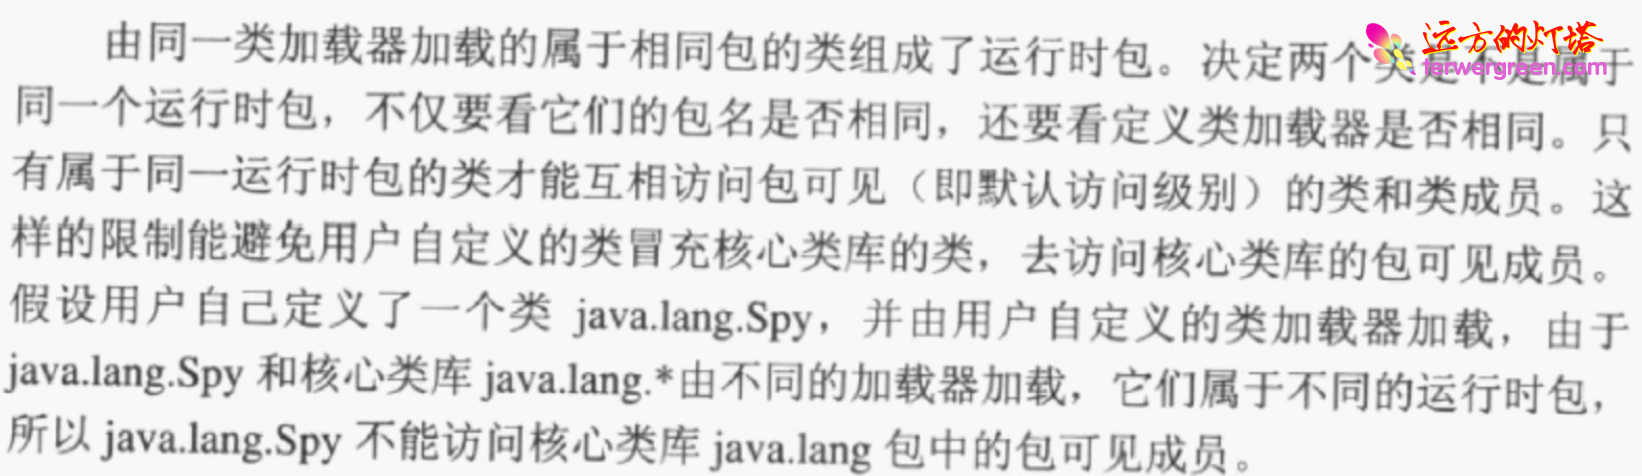 由同一类加载器加载的属于相同包的类组成了运行时包。决定两个类是不是属于
同一个运行时包，不仅要看它们的包名是否相同，还要看定义类加载器是否相同。只
有属于同一运行时包的类才能互相访问包可见（即默认访问级别）的类和类成员。这
样的限制能避免用户自定义的类冒充核心类库的类，去访问核心类库的包可见成员。
假设用户自己定义了一个类 java.lang.Spy，并由用户自定义的类加载器加载，由于
java.lang.Spy 和核心类库 java.lang.*由不同的加载器加载，它们属于不同的运行时包，
所以 java.lang.Spy 不能访问核心类库 java.lang 包中的包可见成员。
远方的灯塔
terwergreen.com